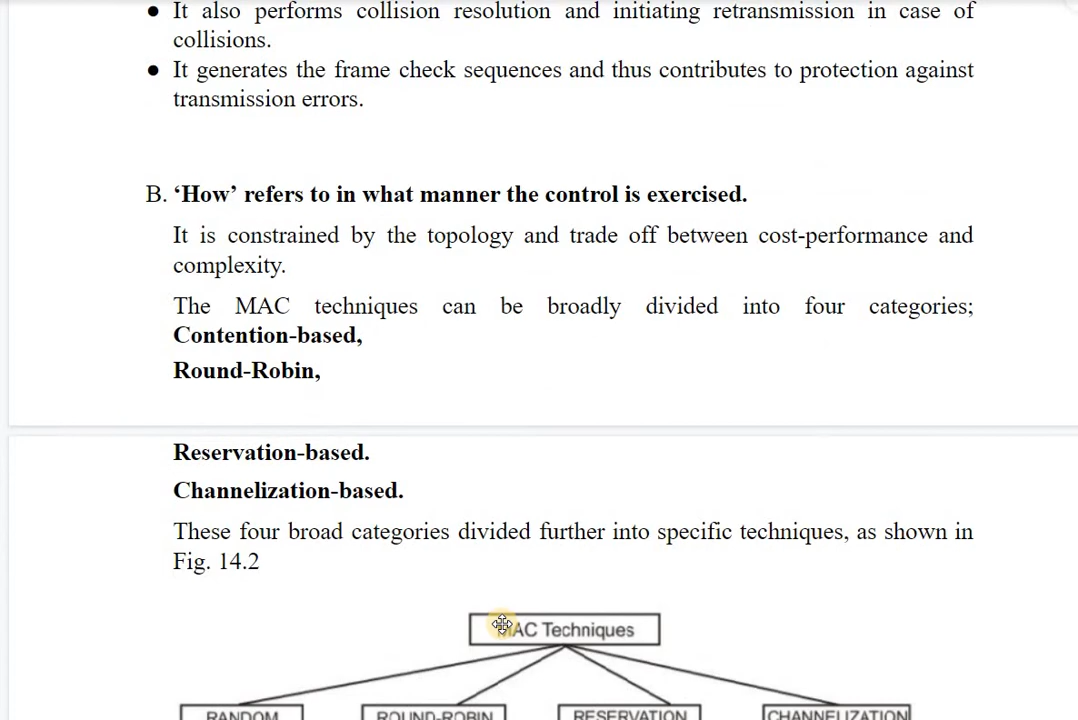 ● It also performs collision resolution and initiating retransmission in case of
collisions.
● It generates the frame check sequences and thus contributes to protection against
transmission errors.
B. ‘How’ refers to in what manner the control is exercised.
It is constrained by the topology and trade off between cost-performance and
complexity.
The MAC techniques can be broadly divided into four categories;
Contention-based,
Round-Robin,
Reservation-based.
Channelization-based.
These four broad categories divided further into specific techniques, as shown in
Fig. 14.2
MAC Techniques
RANDOM ROUND-ROBIN RESERVATION CHANNELIZATION